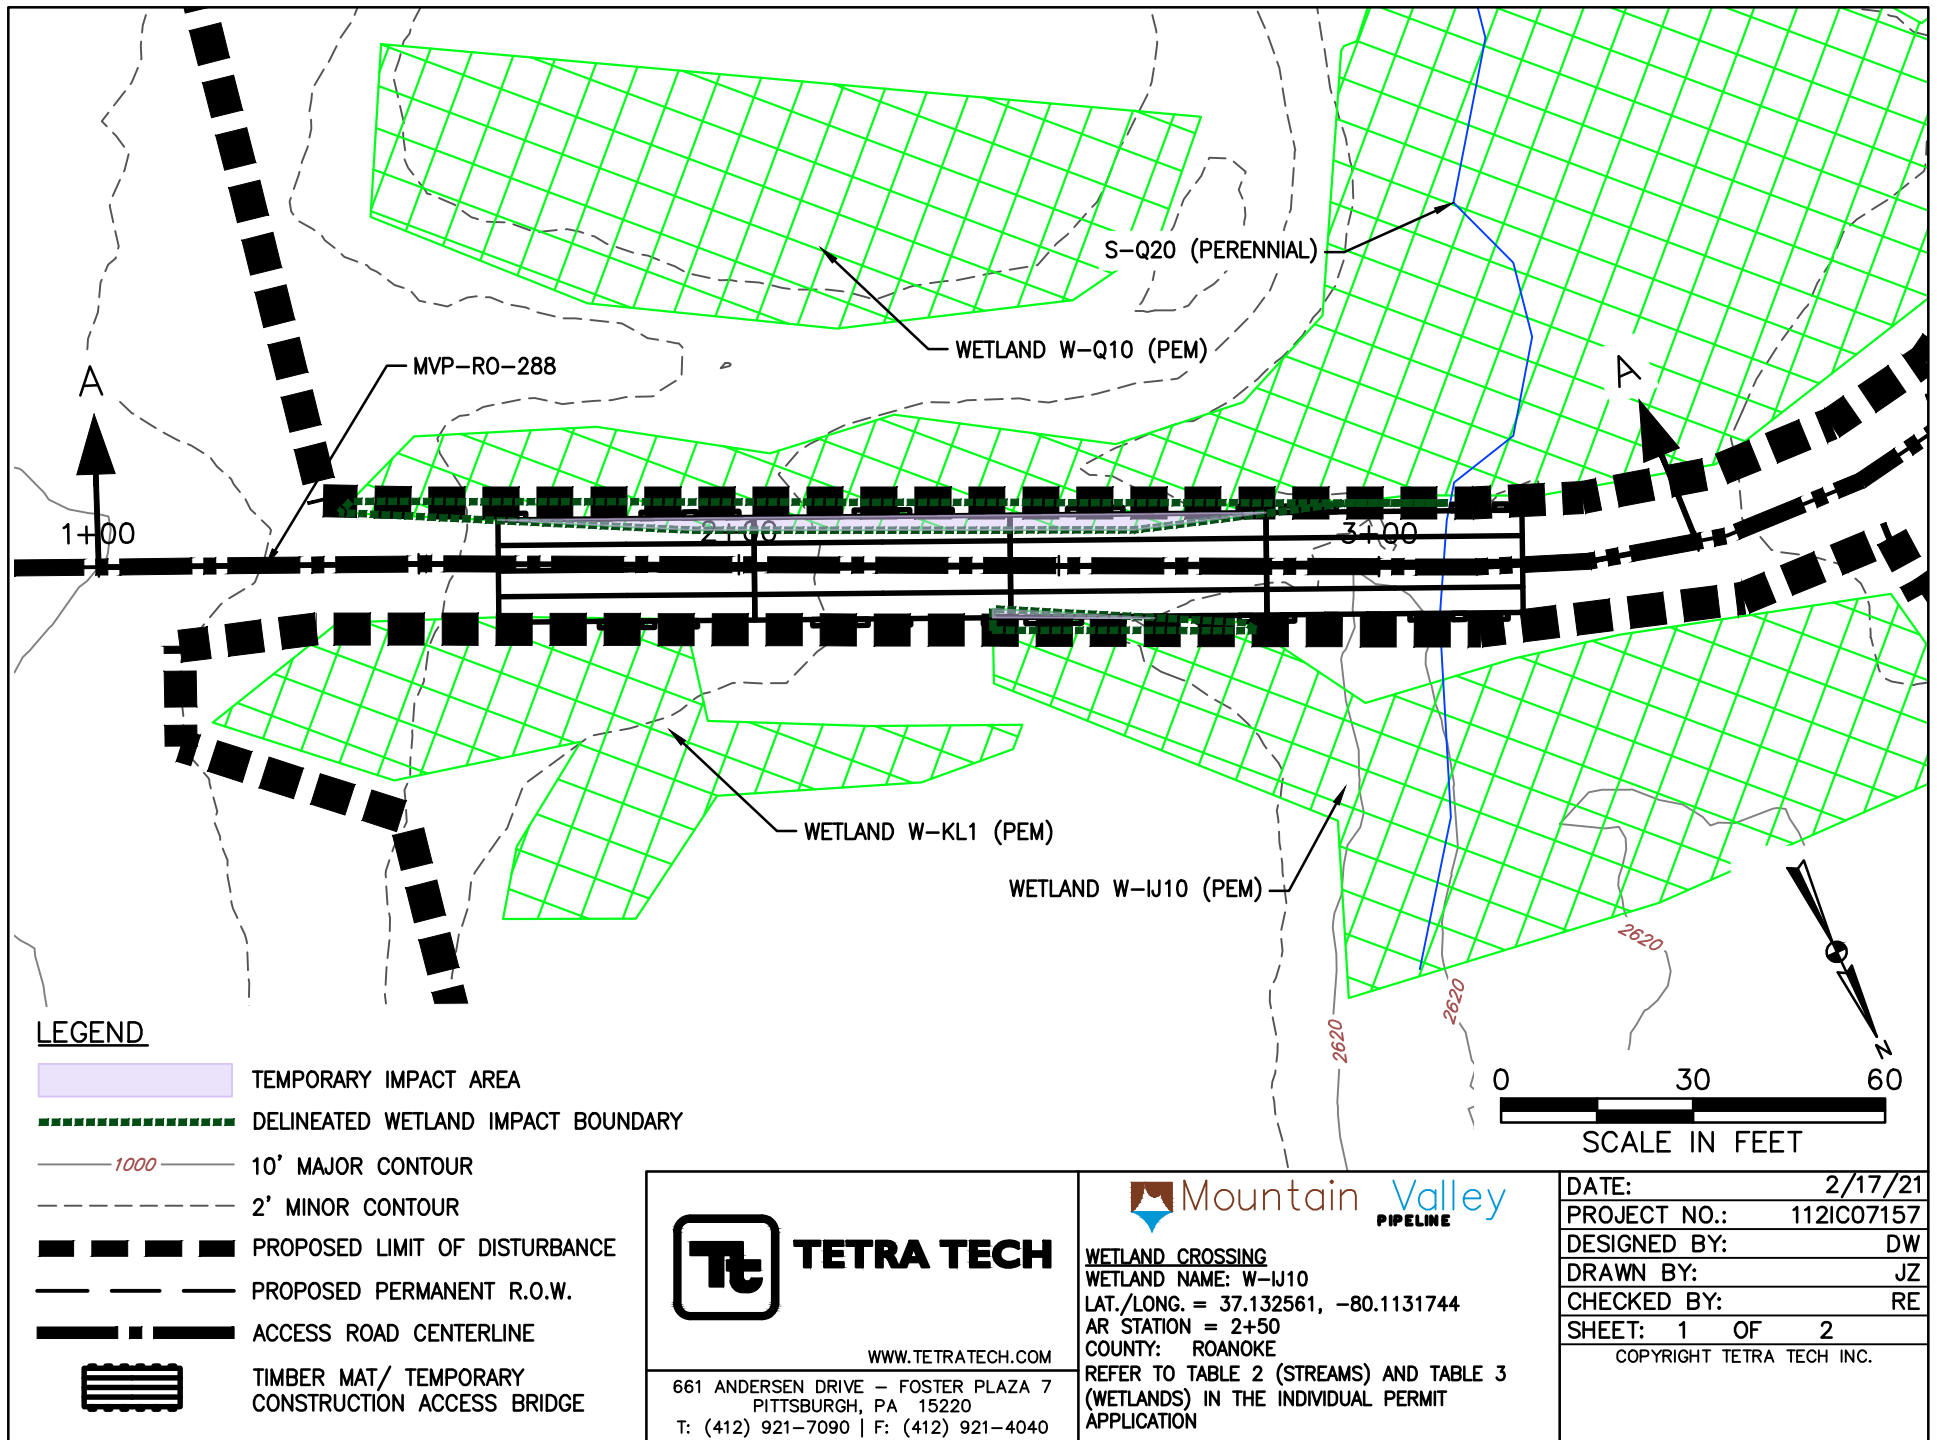 S-Q20 (PERENNIAL)
WETLAND W-Q10 (PEM)
MVP-RO-288
A
A
1+00
2+00
3+00
WETLAND W-KL1 (PEM)
WETLAND W-IJ10 (PEM)
2620
2620
2620
N
LEGEND
TEMPORARY IMPACT AREA
DELINEATED WETLAND IMPACT BOUNDARY
1000
10' MAJOR CONTOUR
2' MINOR CONTOUR
PROPOSED LIMIT OF DISTURBANCE
PROPOSED PERMANENT R.O.W.
ACCESS ROAD CENTERLINE
TIMBER MAT/ TEMPORARY
CONSTRUCTION ACCESS BRIDGE
0 30 60
SCALE IN FEET
Tt TETRA TECH
WWW.TETRATECH.COM
661 ANDERSEN DRIVE – FOSTER PLAZA 7
PITTSBURGH, PA 15220
T: (412) 921-7090 | F: (412) 921-4040
Mountain Valley
PIPELINE
WETLAND CROSSING
WETLAND NAME: W-IJ10
LAT./LONG. = 37.132561, -80.1131744
AR STATION = 2+50
COUNTY: ROANOKE
REFER TO TABLE 2 (STREAMS) AND TABLE 3
(WETLANDS) IN THE INDIVIDUAL PERMIT
APPLICATION
DATE: 2/17/21
PROJECT NO.: 112IC07157
DESIGNED BY: DW
DRAWN BY: JZ
CHECKED BY: RE
SHEET: 1 OF 2
COPYRIGHT TETRA TECH INC.